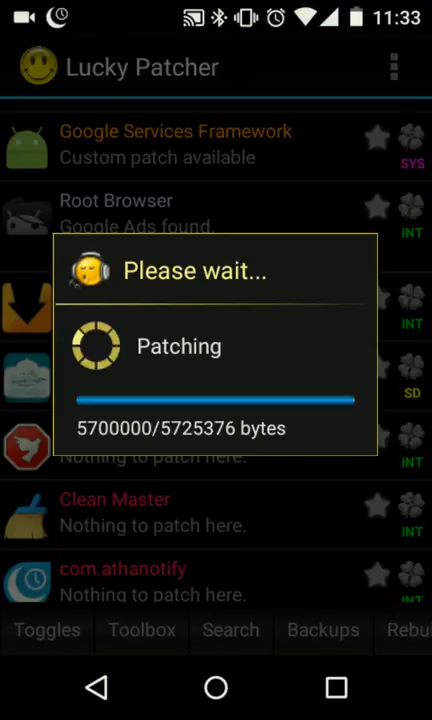 11:33
Lucky Patcher
Google Services Framework
Custom patch available
SYS
Root Browser
Google Ads found.
INT
Please wait...
INT
Patching
SD
5700000/5725376 bytes
Nothing to patch here.
INT
Clean Master
Nothing to patch here.
INT
com.athanotify
Nothing to patch here.
INT
Toggles Toolbox Search Backups Rebui